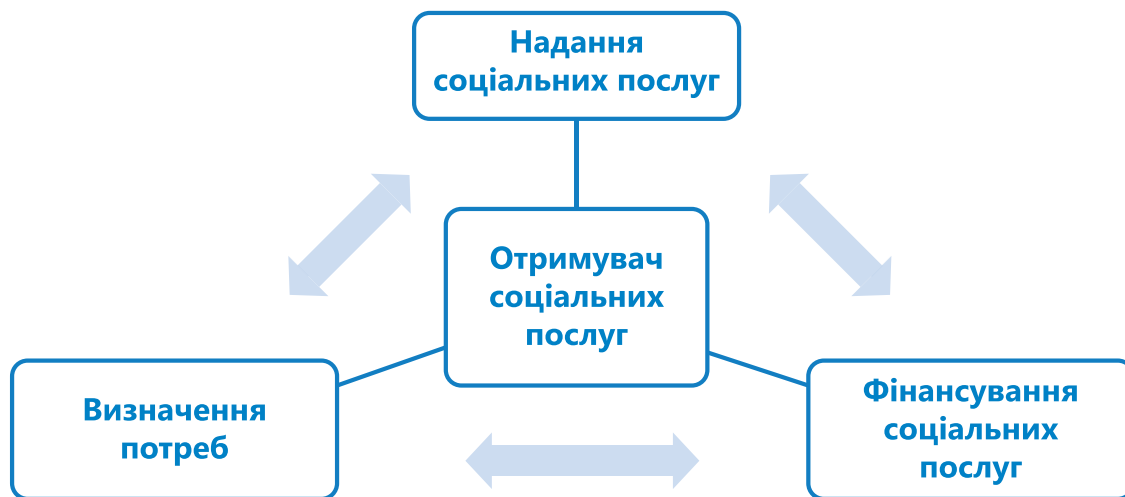 Надання
соціальних послуг
Отримувач
соціальних
послуг
Визначення
потреб
Фінансування
соціальних
послуг